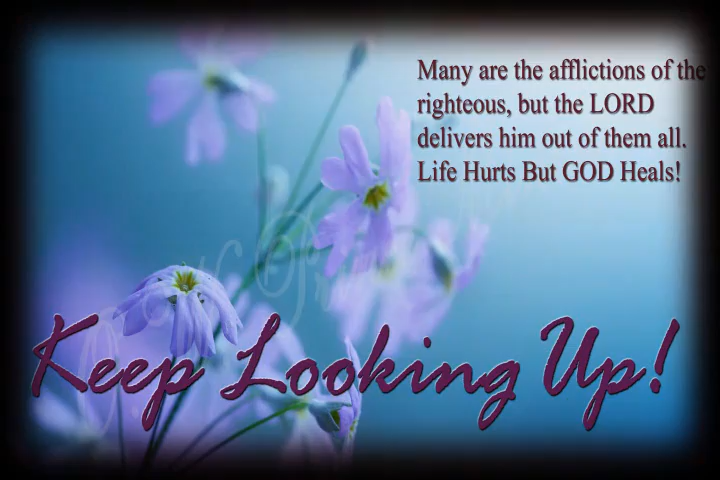 Many are the afflictions of the
righteous, but the LORD
delivers him out of them all.
Life Hurts But GOD Heals!
Keep Looking Up!